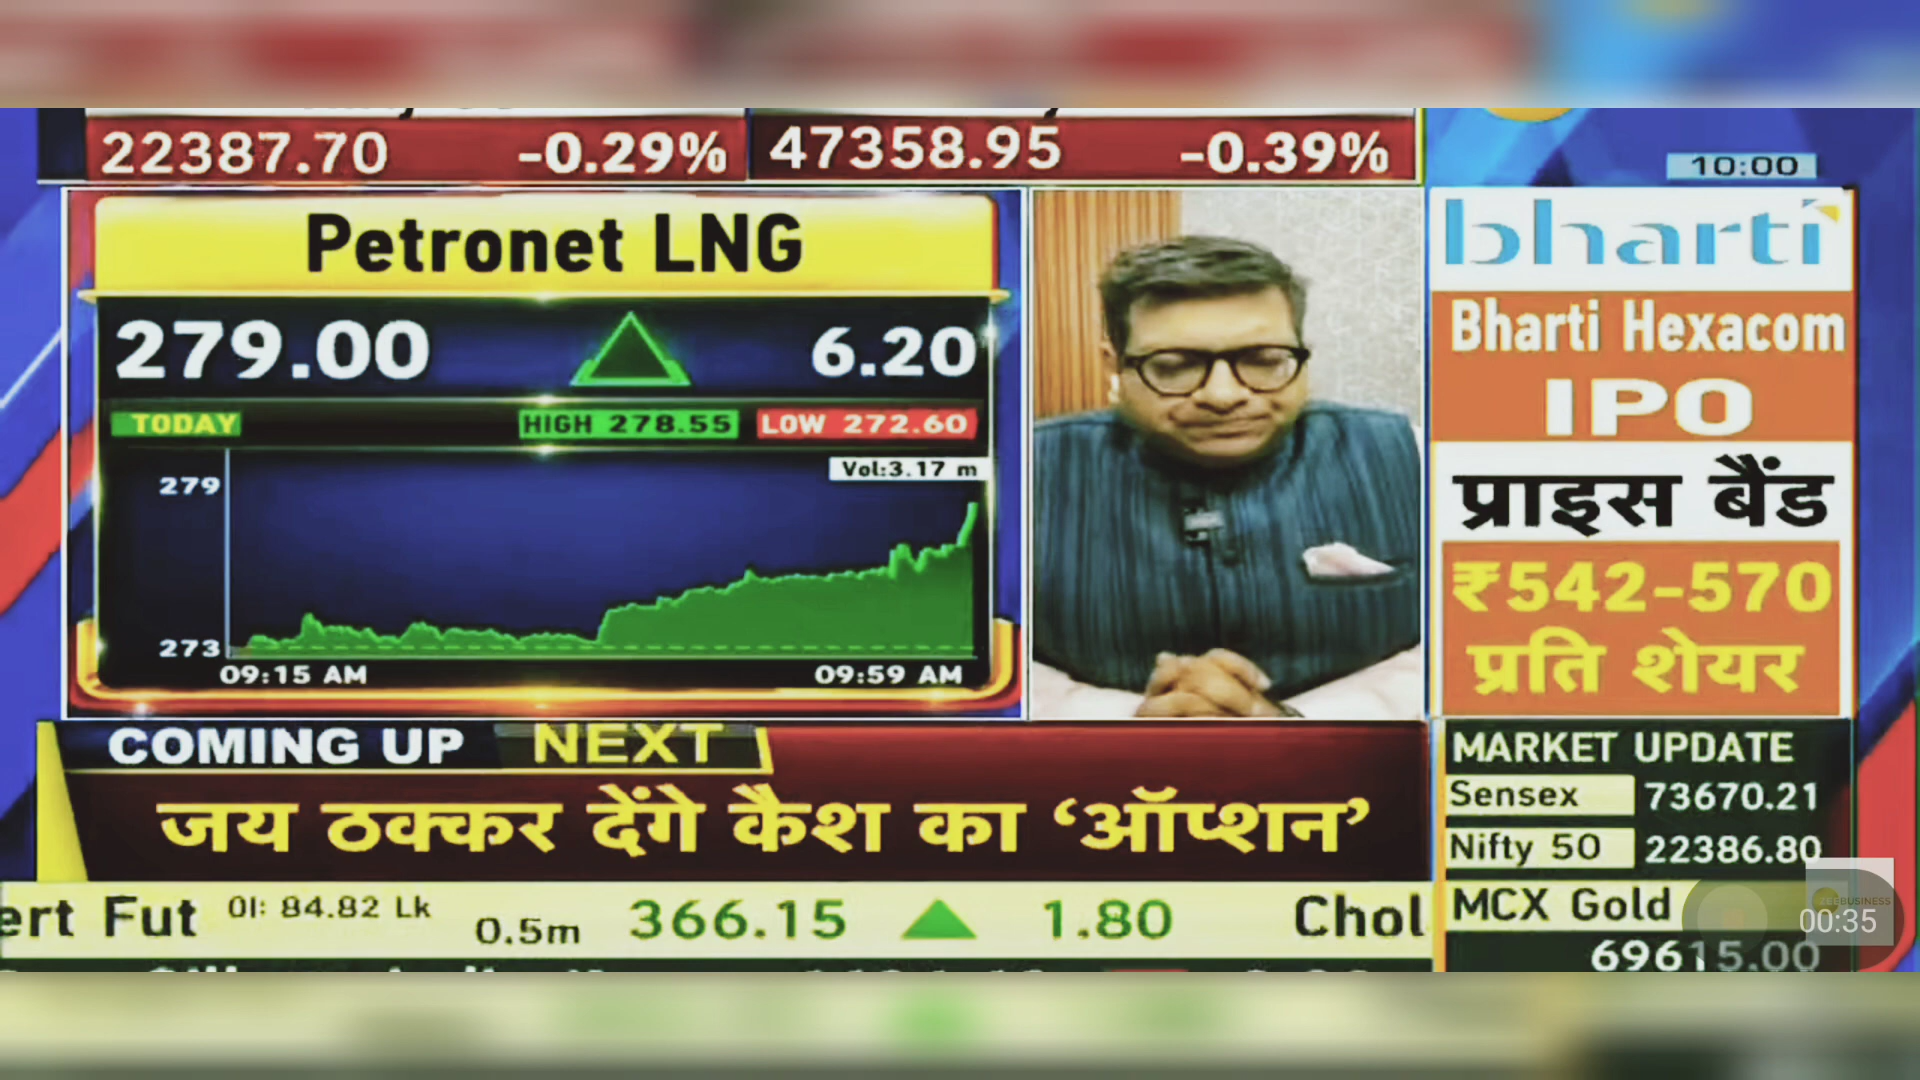 22387.70 -0.29% 47358.95 -0.39%
10:00
Petronet LNG
279.00 6.20
TODAY HIGH 278.55 LOW 272.60
Vol:3.17 m
279
273
09:15 AM 09:59 AM
bharti
Bharti Hexacom
IPO
प्राइस बैंड
₹542-570
प्रति शेयर
COMING UP NEXT
जय ठक्कर देंगे कैश का ‘ऑप्शन’
MARKET UPDATE
Sensex 73670.21
Nifty 50 22386.80
MCX Gold
69615.00
ert Fut OI: 84.82 Lk 0.5m 366.15 1.80 Chol
ZEEBUSINESS
00:35